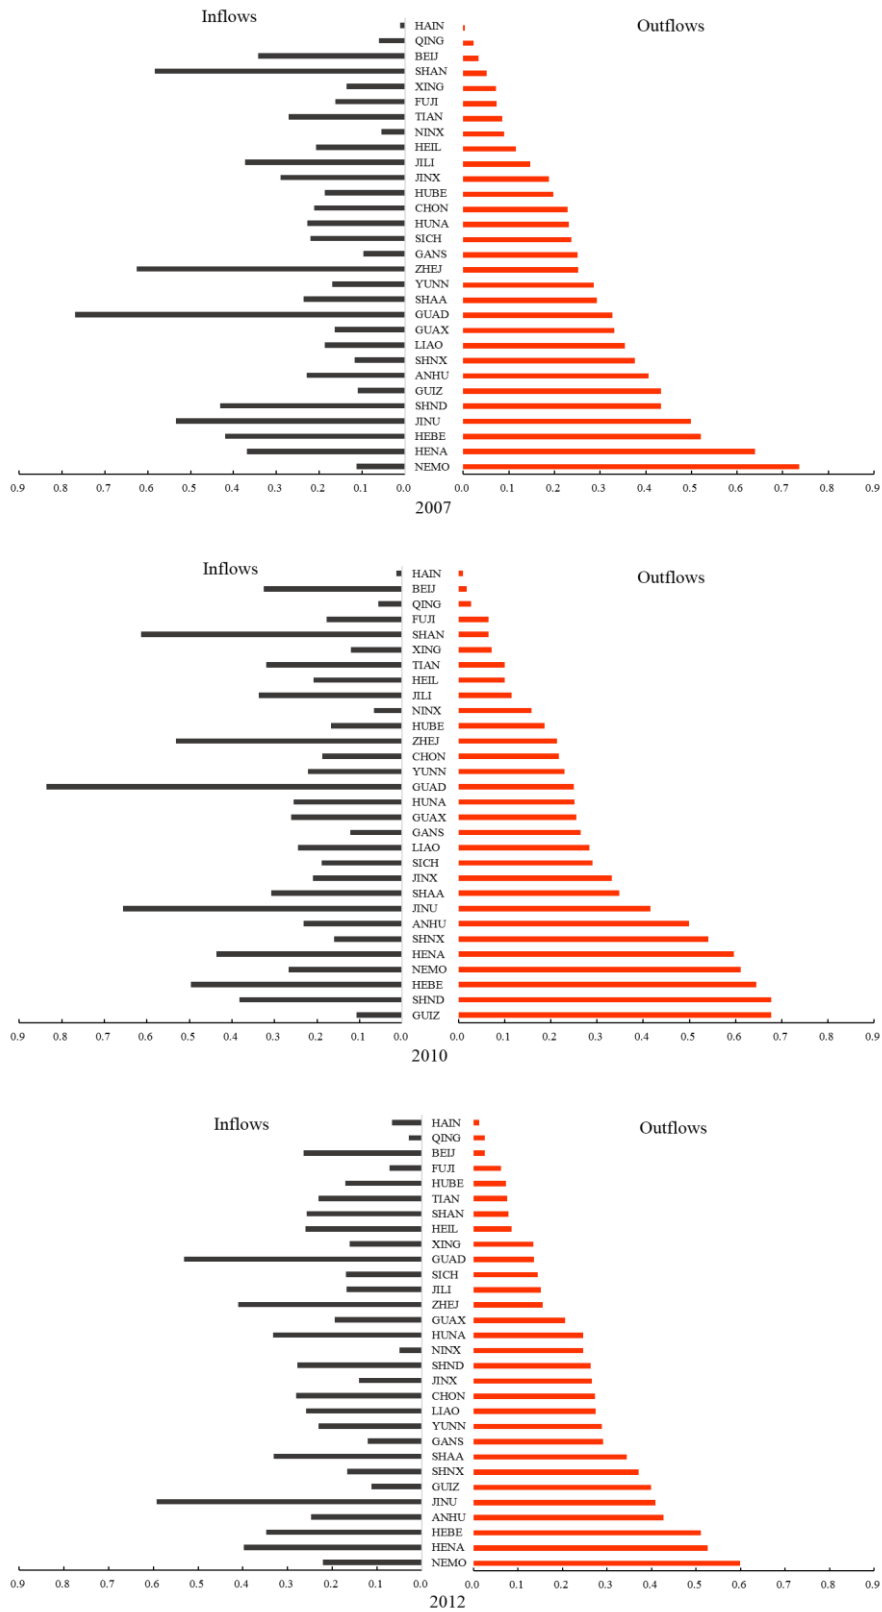 Inflows
Outflows
HAIN
QING
BEIJ
SHAN
XING
FUJI
TIAN
NINX
HEIL
JILI
JINX
HUBE
CHON
HUNA
SICH
GANS
ZHEJ
YUNN
SHAA
GUAD
GUAX
LIAO
SHNX
ANHU
GUIZ
SHND
JINU
HEBE
HENA
NEMO
0.9 0.8 0.7 0.6 0.5 0.4 0.3 0.2 0.1 0.0 0.0 0.1 0.2 0.3 0.4 0.5 0.6 0.7 0.8 0.9
2007
Inflows
Outflows
HAIN
BEIJ
QING
FUJI
SHAN
XING
TIAN
HEIL
JILI
NINX
HUBE
ZHEJ
CHON
YUNN
GUAD
HUNA
GUAX
GANS
LIAO
SICH
JINX
SHAA
JINU
ANHU
SHNX
HENA
NEMO
HEBE
SHND
GUIZ
0.9 0.8 0.7 0.6 0.5 0.4 0.3 0.2 0.1 0.0 0.0 0.1 0.2 0.3 0.4 0.5 0.6 0.7 0.8 0.9
2010
Inflows
Outflows
HAIN
QING
BEIJ
FUJI
HUBE
TIAN
SHAN
HEIL
XING
GUAD
SICH
JILI
ZHEJ
GUAX
HUNA
NINX
SHND
JINX
CHON
LIAO
YUNN
GANS
SHAA
SHNX
GUIZ
JINU
ANHU
HEBE
HENA
NEMO
0.9 0.8 0.7 0.6 0.5 0.4 0.3 0.2 0.1 0.0 0.0 0.1 0.2 0.3 0.4 0.5 0.6 0.7 0.8 0.9
2012